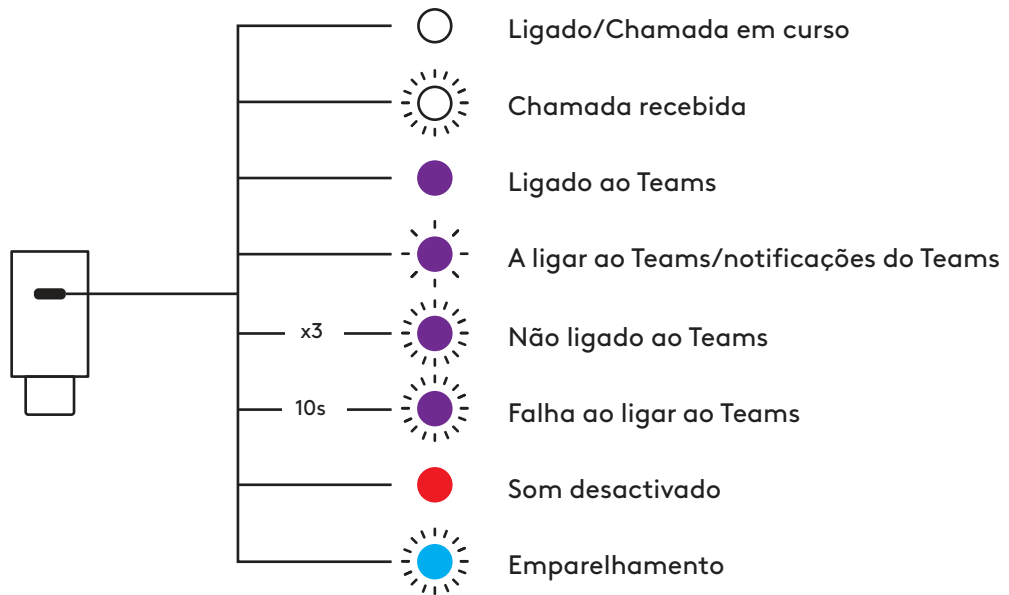 Ligado/Chamada em curso
Chamada recebida
Ligado ao Teams
A ligar ao Teams/notificações do Teams
x3 Não ligado ao Teams
10s Falha ao ligar ao Teams
Som desactivado
Emparelhamento